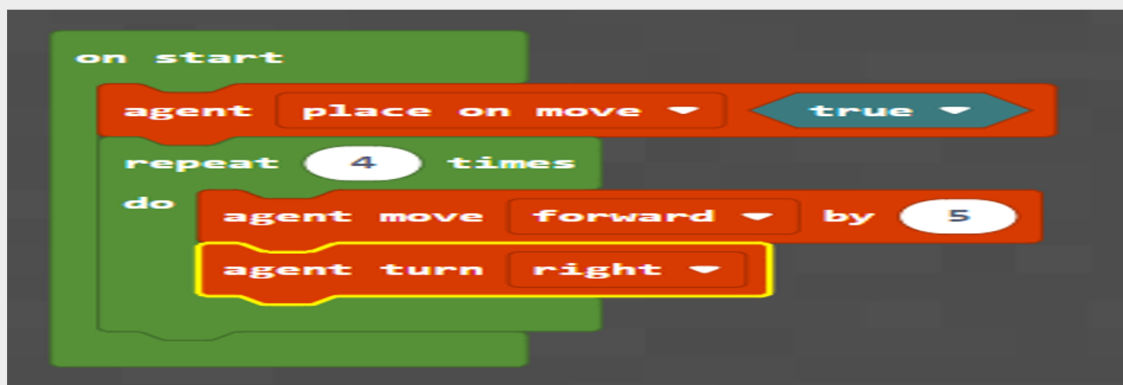 on start
agent place on move true
repeat 4 times
do
agent move forward by 5
agent turn right